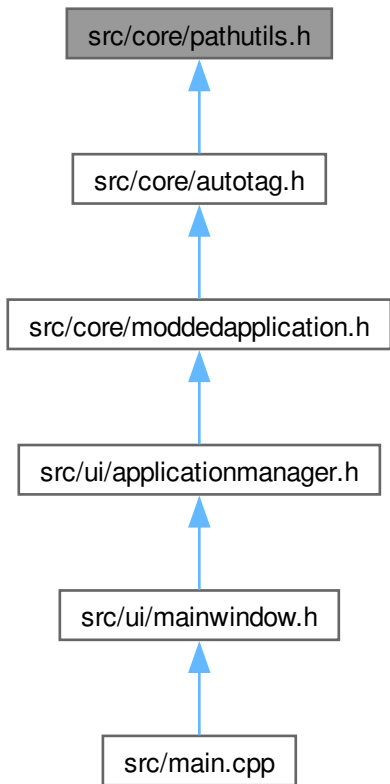 src/core/pathutils.h
src/core/autotag.h
src/core/moddedapplication.h
src/ui/applicationmanager.h
src/ui/mainwindow.h
src/main.cpp